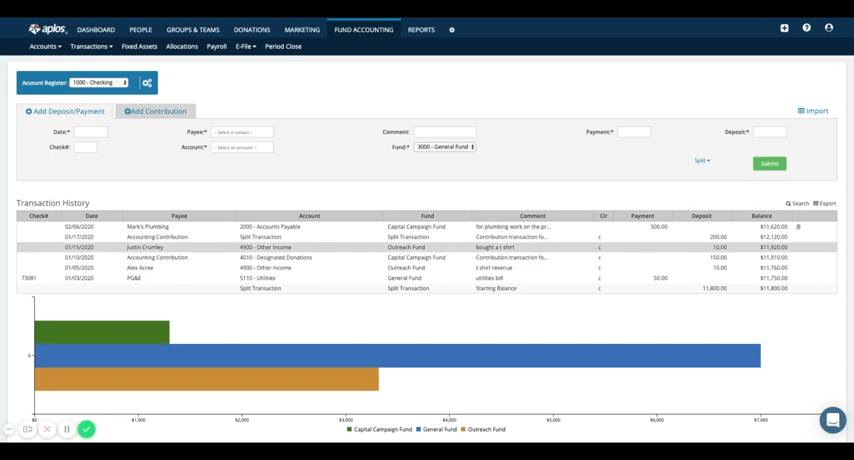 aplos DASHBOARD PEOPLE GROUPS & TEAMS DONATIONS MARKETING FUND ACCOUNTING REPORTS
Accounts Transactions Fixed Assets Allocations Payroll E-File Period Close
Account Register: 1000 - Checking
Add Deposit/Payment Add Contribution Import
Date:* Payee:* -- Select a contact -- Comment: Payment:* Deposit:*
Check#: Account:* -- Select an account -- Fund:* 3000 - General Fund
Split Submit
Transaction History Search Export
Check# Date Payee Account Fund Comment Clr Payment Deposit Balance
02/06/2020 Mark's Plumbing 2000 - Accounts Payable Capital Campaign Fund for plumbing work on the pr... 500.00 $11,620.00
01/17/2020 Accounting Contribution Split Transaction Split Transaction Contribution transaction fo... c 200.00 $12,120.00
01/15/2020 Justin Crumley 4900 - Other Income Outreach Fund bought a t shirt c 10.00 $11,920.00
01/10/2020 Accounting Contribution 4010 - Designated Donations Capital Campaign Fund Contribution transaction fo... c 150.00 $11,910.00
01/05/2020 Alex Acree 4900 - Other Income Outreach Fund t shirt revenue c 10.00 $11,760.00
73081 01/03/2020 PG&E 5110 - Utilities General Fund utilities bill c 50.00 $11,750.00
Split Transaction Split Transaction Starting Balance c 11,800.00 $11,800.00
0
$0 $1,000 $2,000 $3,000 $4,000 $5,000 $6,000 $7,000
Capital Campaign Fund General Fund Outreach Fund